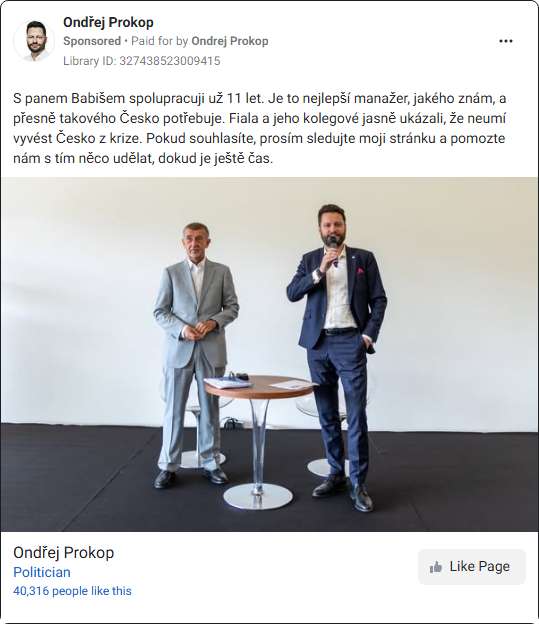 Ondřej Prokop
Sponsored • Paid for by Ondrej Prokop
Library ID: 327438523009415
S panem Babišem spolupracuji už 11 let. Je to nejlepší manažer, jakého znám, a
přesně takového Česko potřebuje. Fiala a jeho kolegové jasně ukázali, že neumí
vyvést Česko z krize. Pokud souhlasíte, prosím sledujte moji stránku a pomozte
nám s tím něco udělat, dokud je ještě čas.
Ondřej Prokop
Politician
40,316 people like this
Like Page